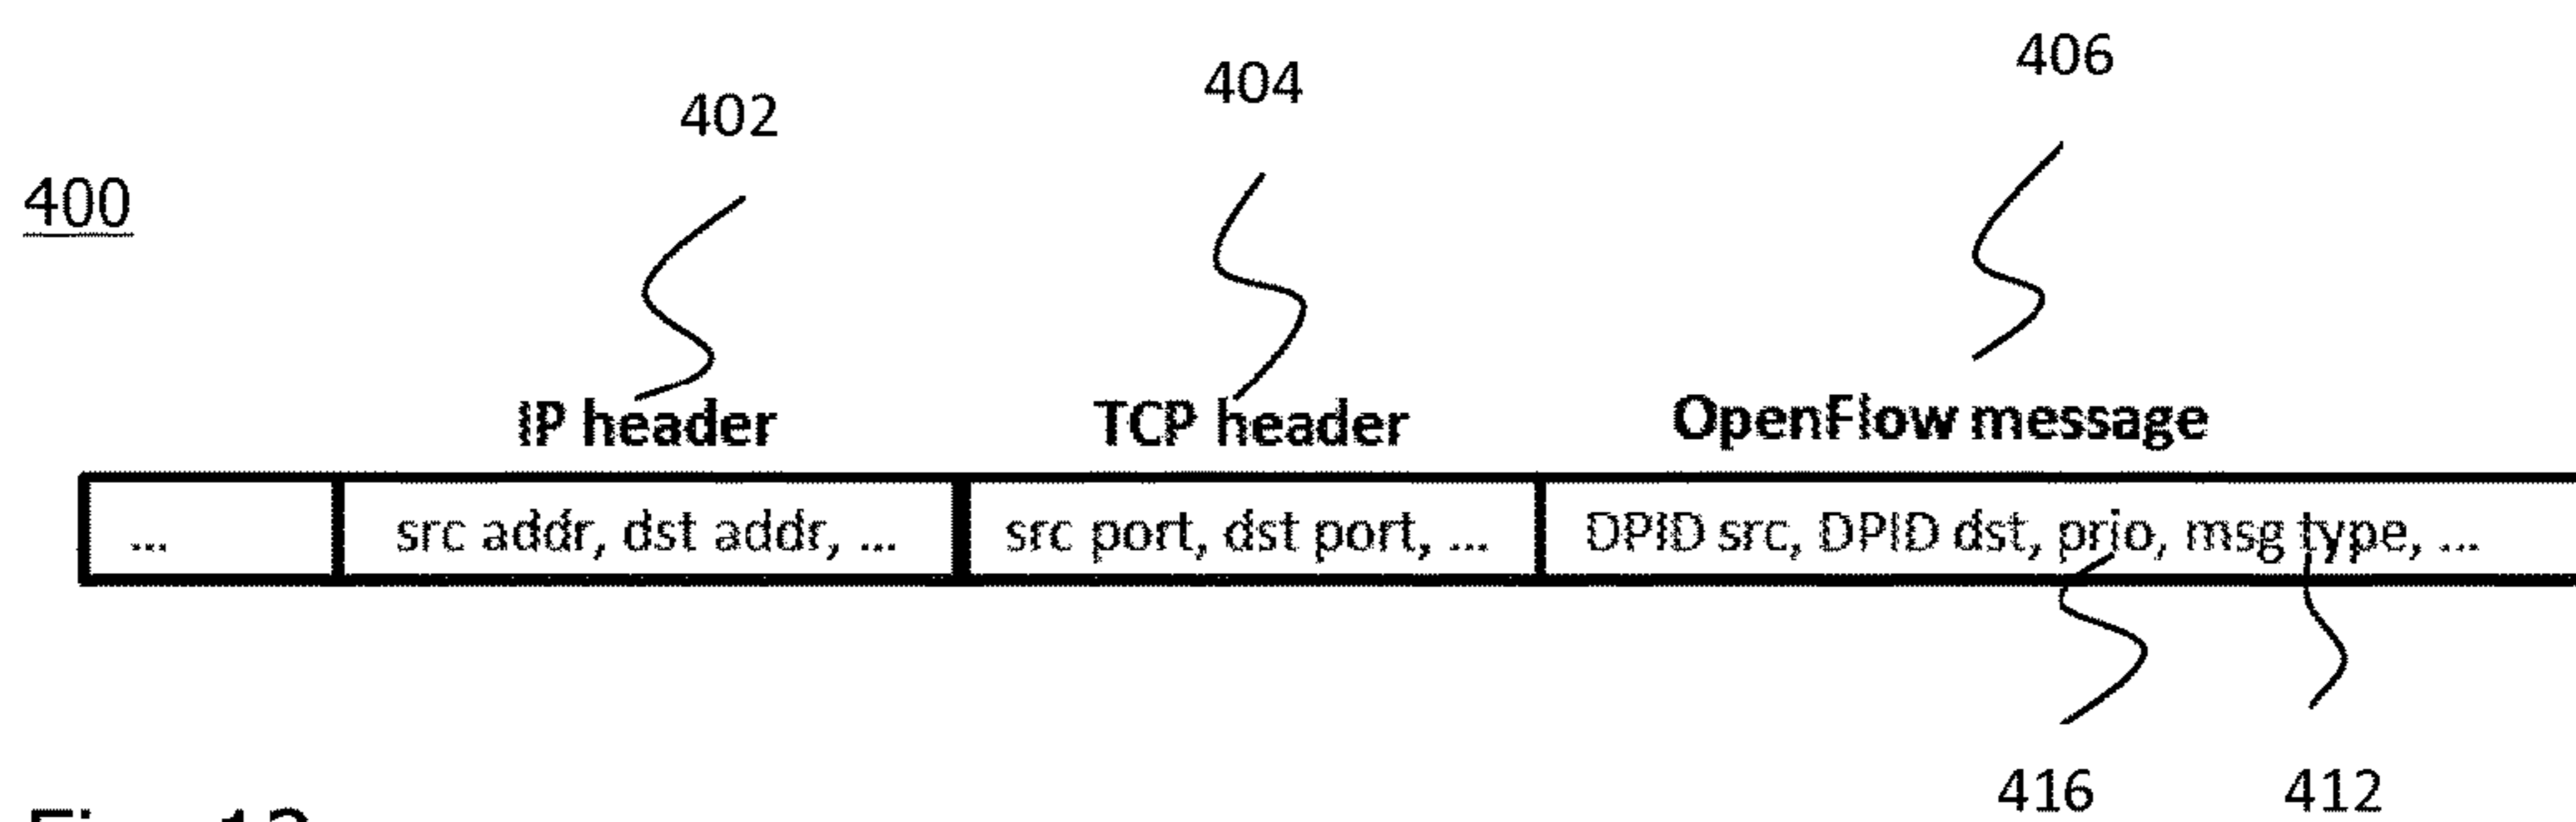 406
404
402
400
IP header TCP header OpenFlow message
... src addr, dst addr, ... src port, dst port, ... DPID src, DPID dst, prio, msg type, ...
416 412